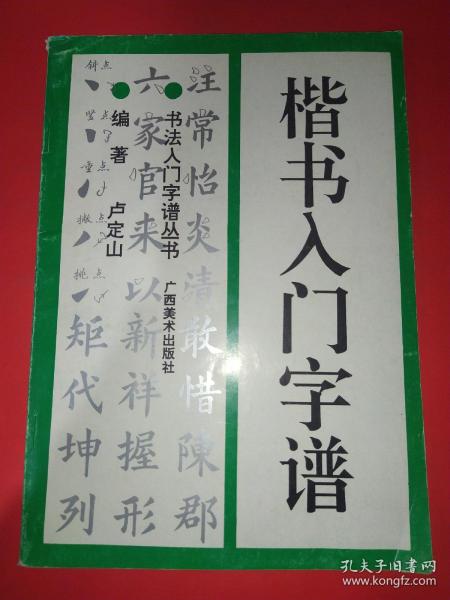 楷书入门字谱
书法入门字谱丛书
广西美术出版社
编著 卢定山
汪常怡炎清散惜陳郡
六家官来以新祥握形
斜点
竖点
重点
撇点
挑点
矩代坤列
孔夫子旧书网
www.kongfz.com